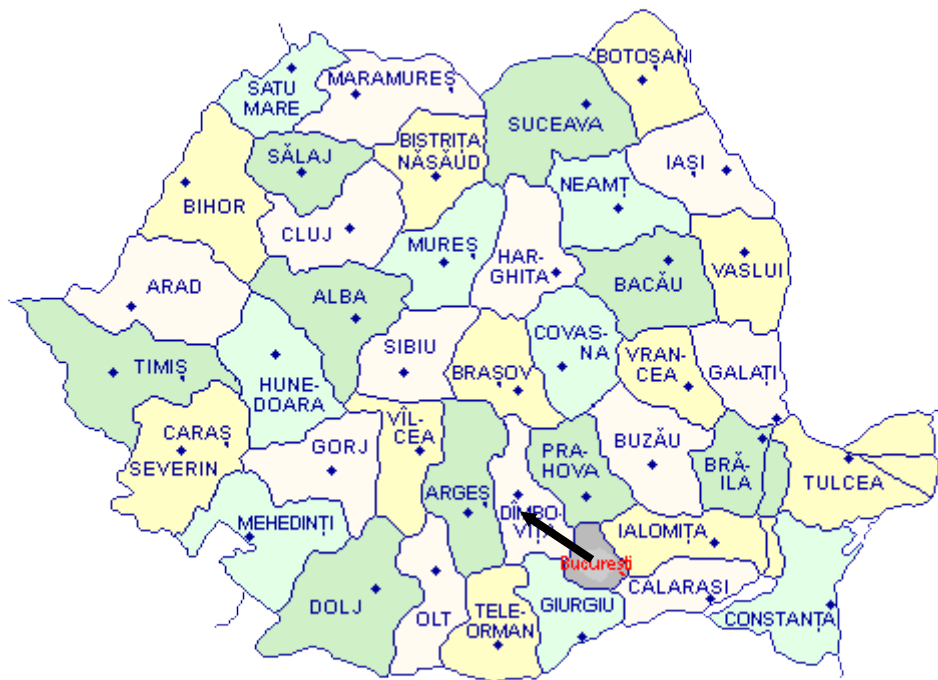 BOTOȘANI
MARAMUREȘ
SATU
MARE
SUCEAVA
BISTRIȚA
NĂSĂUD
SĂLAJ
IAȘI
NEAMȚ
BIHOR
CLUJ
MUREȘ
HAR-
GHITA
VASLUI
BACĂU
ARAD
ALBA
COVAS-
NA
SIBIU
VRAN-
CEA
GALAȚI
TIMIȘ
BRAȘOV
HUNE-
DOARA
VÎL-
CEA
CARAȘ
SEVERIN
GORJ
BUZĂU
PRA-
HOVA
BRĂ-
ILA
TULCEA
ARGEȘ
DÎMBO-
VIȚA
MEHEDINȚI
IALOMIȚA
București
CALARASI
DOLJ
OLT
TELE-
ORMAN
GIURGIU
CONSTANȚA